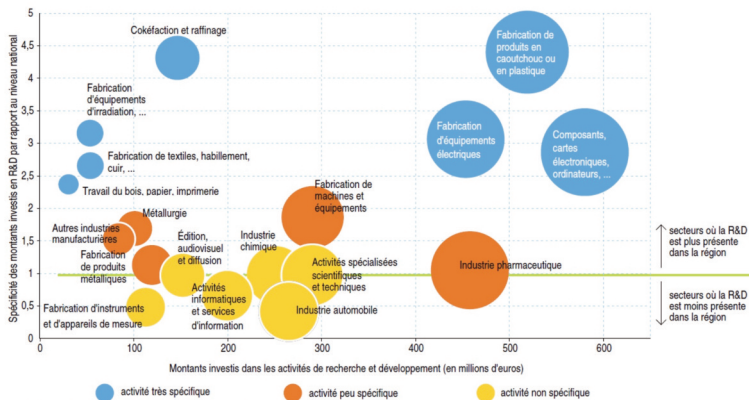 Spécificité des montants investis en R&D par rapport au niveau national
5
4,5
4
3,5
3
2,5
2
1,5
1
0,5
0
0
100
200
300
400
500
600
Cokéfaction et raffinage
Fabrication de
produits en
caoutchouc ou
en plastique
Fabrication
d'équipements
d'irradiation, ...
Fabrication
d'équipements
électriques
Composants,
cartes
électroniques,
ordinateurs, ...
Fabrication de textiles, habillement,
cuir, ...
Travail du bois, papier, imprimerie
Fabrication de
machines et
équipements
Métallurgie
Autres industries
manufacturières
Édition,
audiovisuel
et diffusion
Industrie
chimique
Fabrication
de produits
métalliques
Activités spécialisées
scientifiques
et techniques
Industrie pharmaceutique
Activités
informatiques
et services
d'information
Industrie automobile
Fabrication d'instruments
et d'appareils de mesure
secteurs où la R&D
est plus présente
dans la région
secteurs où la R&D
est moins présente
dans la région
Montants investis dans les activités de recherche et développement (en millions d'euros)
activité très spécifique
activité peu spécifique
activité non spécifique